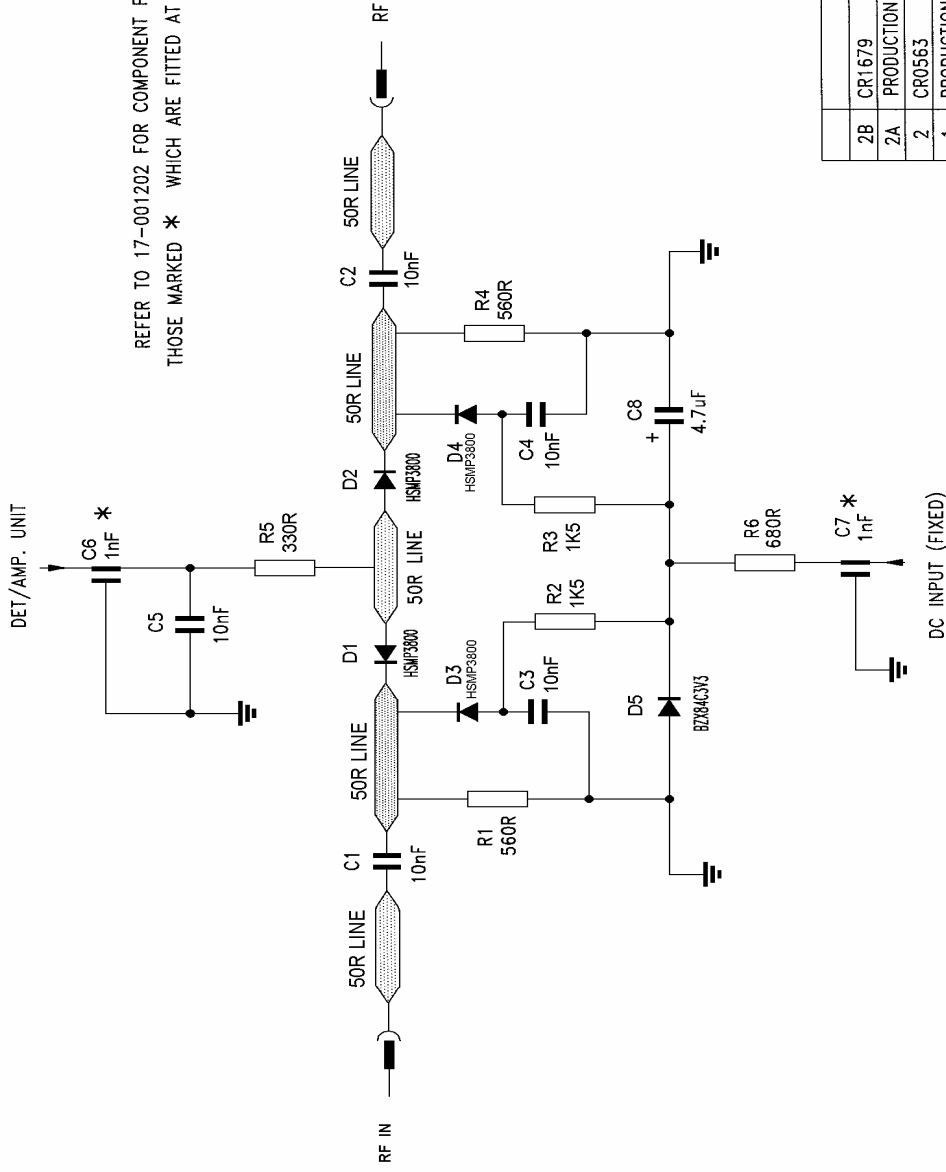 REFER TO 17-001202 FOR COMPONENT
THOSE MARKED * WHICH ARE FITTED AT
RF
2B CR1679
2A PRODUCTION
2 CR0563
PRODUCTION
DET/AMP. UNIT
C6
1nF *
C5
10nF
R5
330R
RF IN
50R LINE
C1
10nF
50R LINE
D1
HSMP3800
50R LINE
D2
HSMP3800
50R LINE
C2
10nF
50R LINE
R1
560R
D3
HSMP3800
C3
10nF
R2
1K5
R3
1K5
D4
HSMP3800
C4
10nF
R4
560R
D5
BZX84C3V3
+
C8
4.7uF
R6
680R
C7 *
1nF
DC INPUT (FIXED)